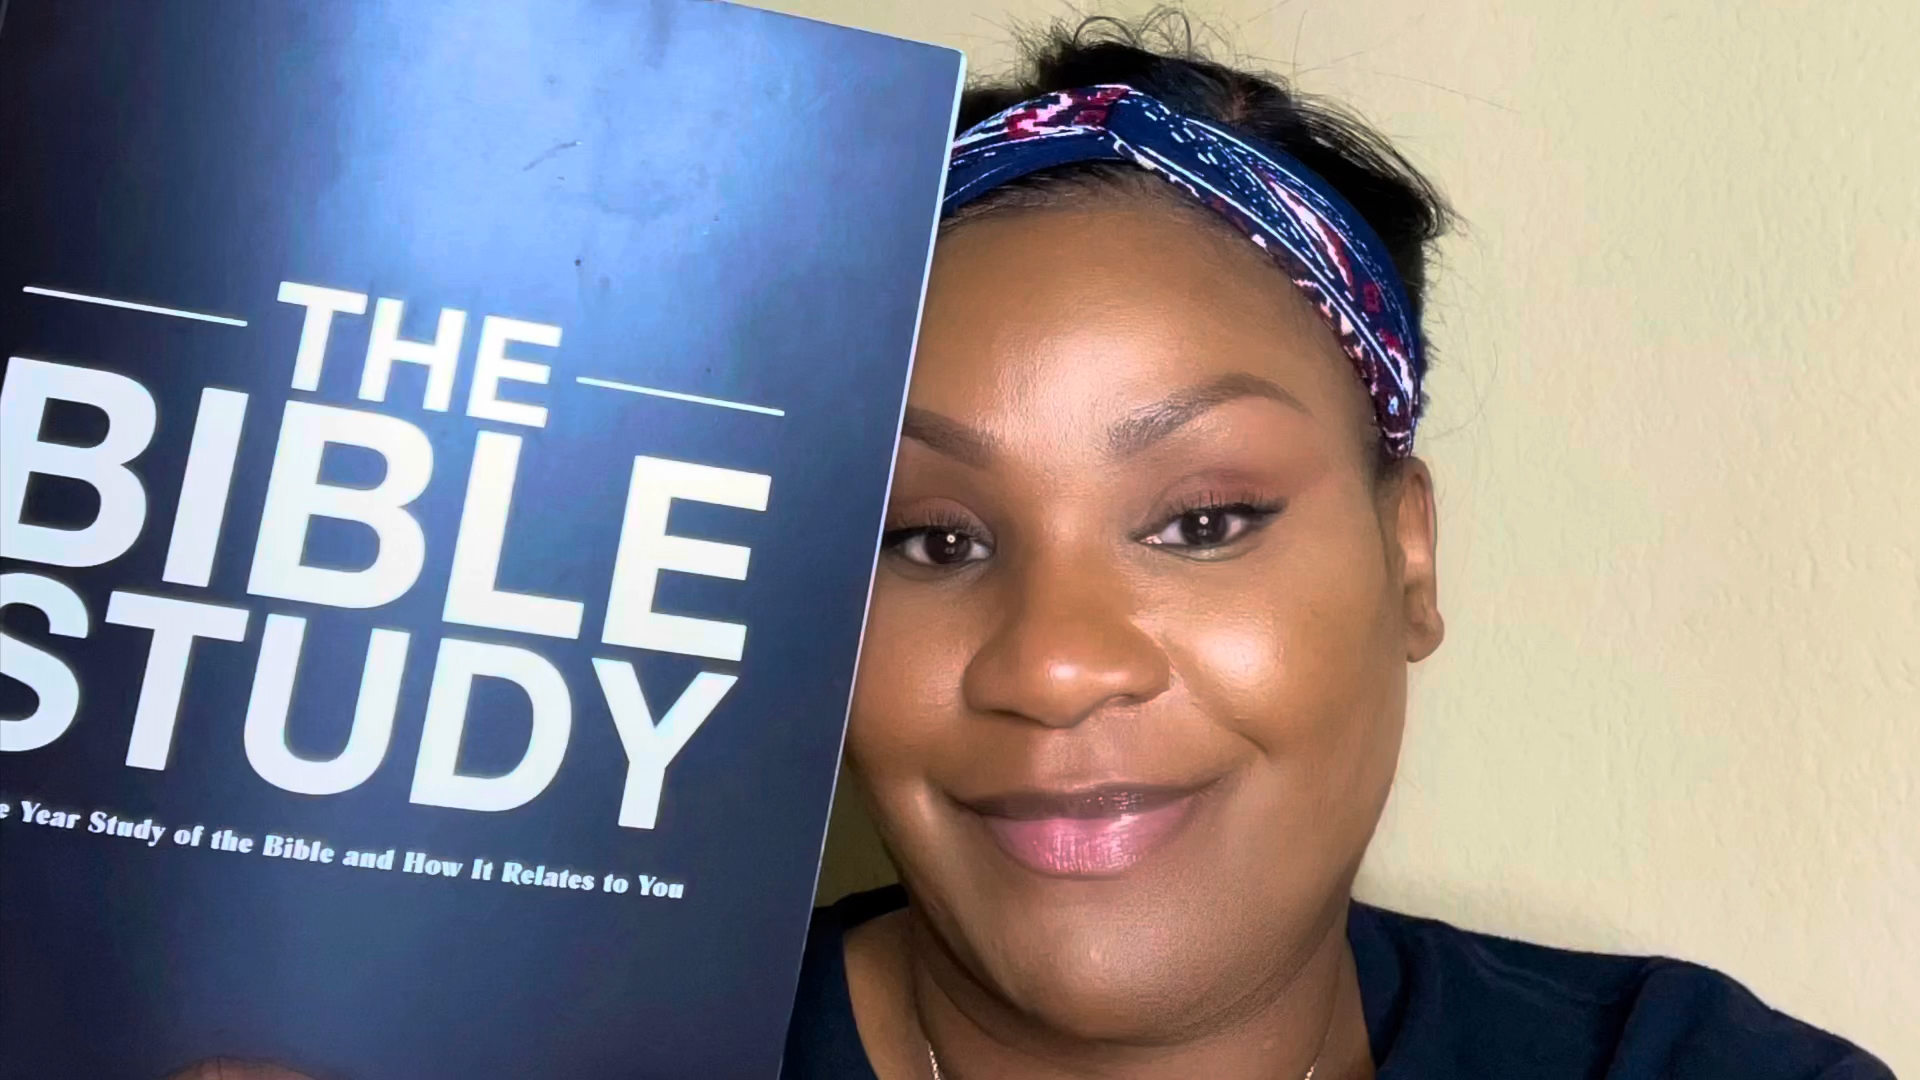 THE
BIBLE
STUDY
Year Study of the Bible and How It Relates to You